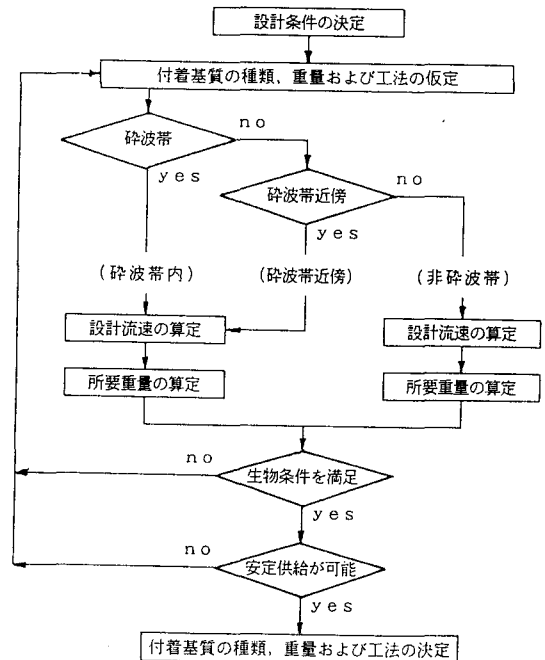 設計条件の決定
付着基質の種類、重量および工法の仮定
砕波帯
no
yes
砕波帯近傍
no
yes
(砕波帯内)
(砕波帯近傍)
(非砕波帯)
設計流速の算定
設計流速の算定
所要重量の算定
所要重量の算定
生物条件を満足
no
yes
安定供給が可能
no
yes
付着基質の種類，重量および工法の決定